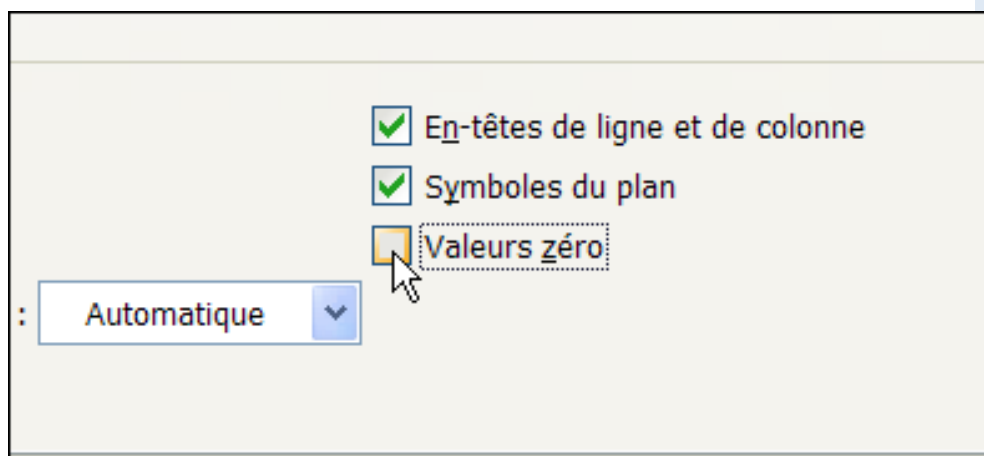 En-têtes de ligne et de colonne
Symboles du plan
Valeurs zéro
: Automatique